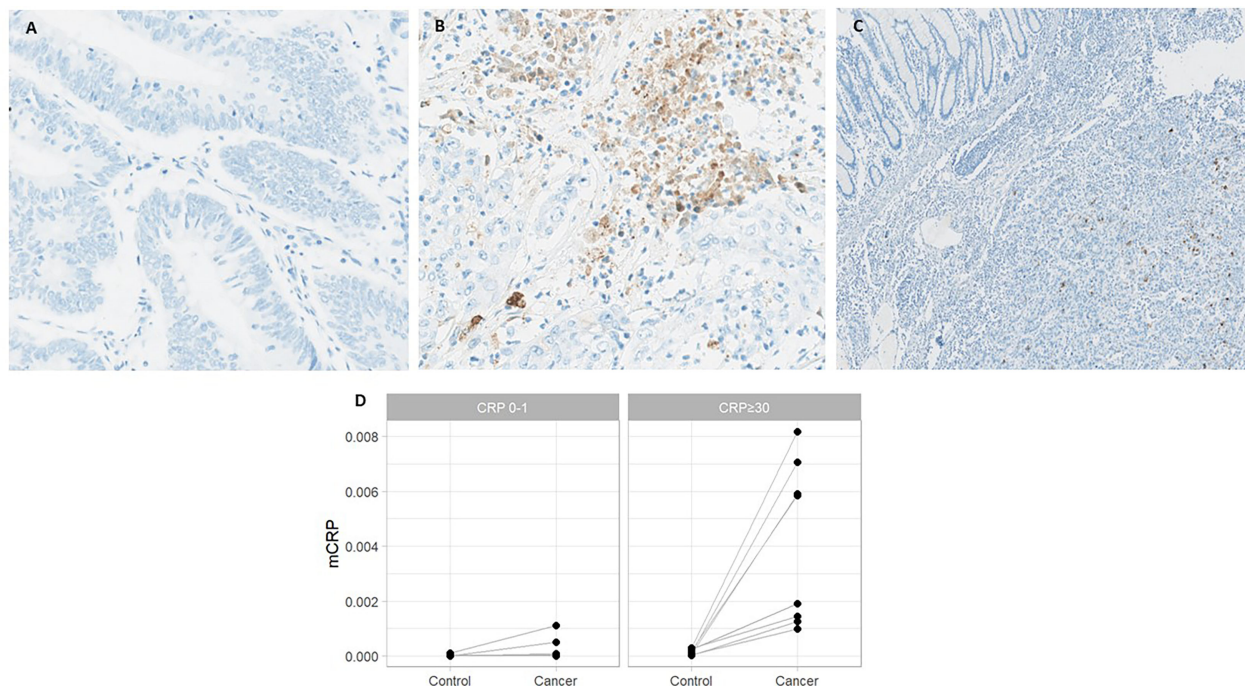 A
B
C
D
CRP 0-1
CRP≥30
mCRP
0.008
0.006
0.004
0.002
0.000
Control
Cancer
Control
Cancer